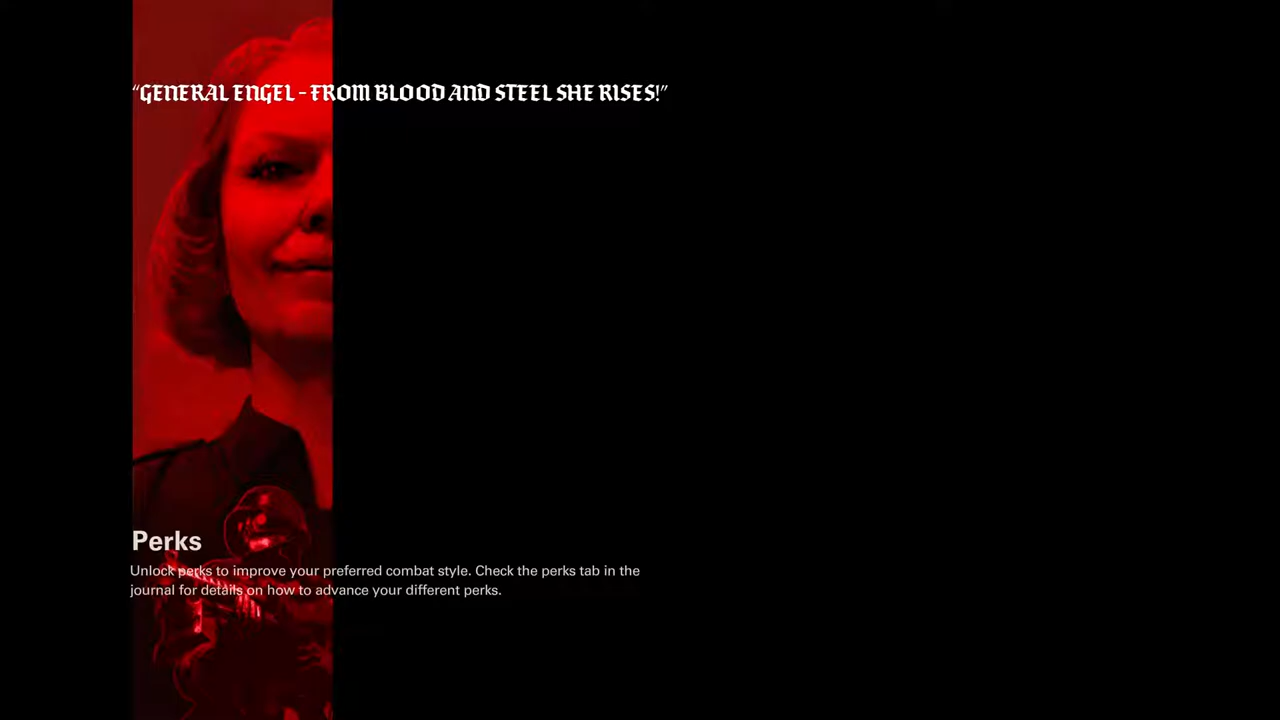 “GENERAL ENGEL - FROM BLOOD AND STEEL SHE RISES!”
Perks
Unlock perks to improve your preferred combat style. Check the perks tab in the
journal for details on how to advance your different perks.